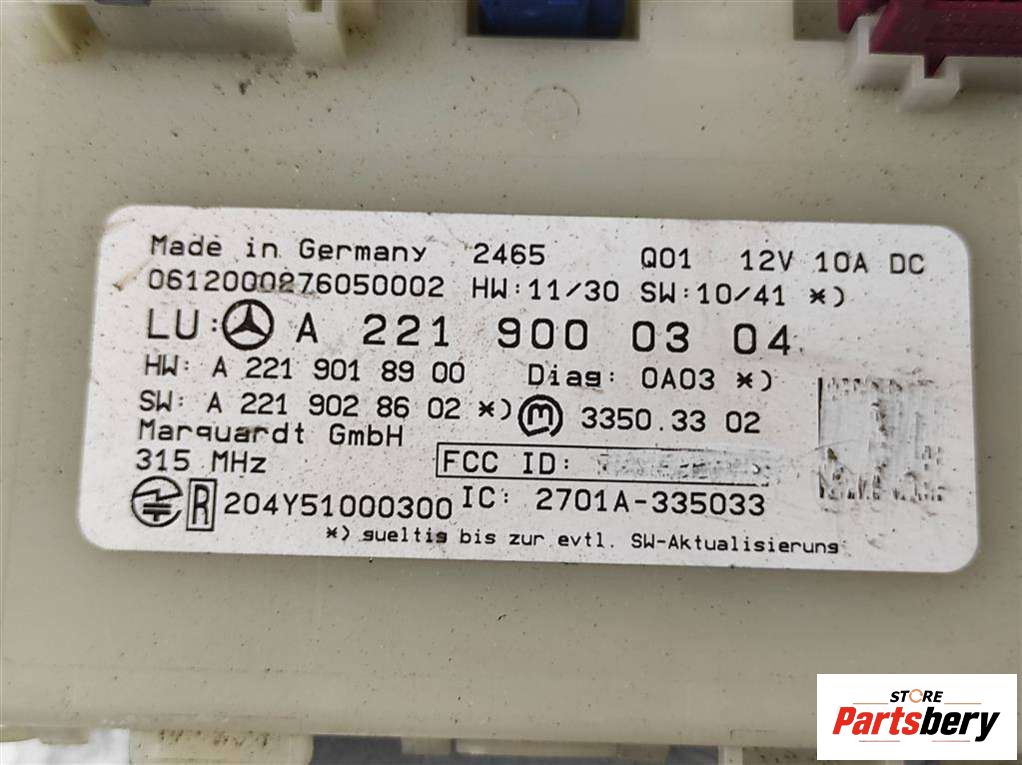 Made in Germany 2465 Q01 12V 10A DC
0612000276050002 HW:11/30 SW:10/41 *)
LU: A 221 900 03 04
HW: A 221 901 89 00 Diag: 0A03 *)
SW: A 221 902 86 02 *) m 3350.33 02
Marquardt GmbH
315 MHz FCC ID:
R 204Y51000300 IC: 2701A-335033
*) gueltig bis zur evtl. SW-Aktualisierung
STORE
Partsbery